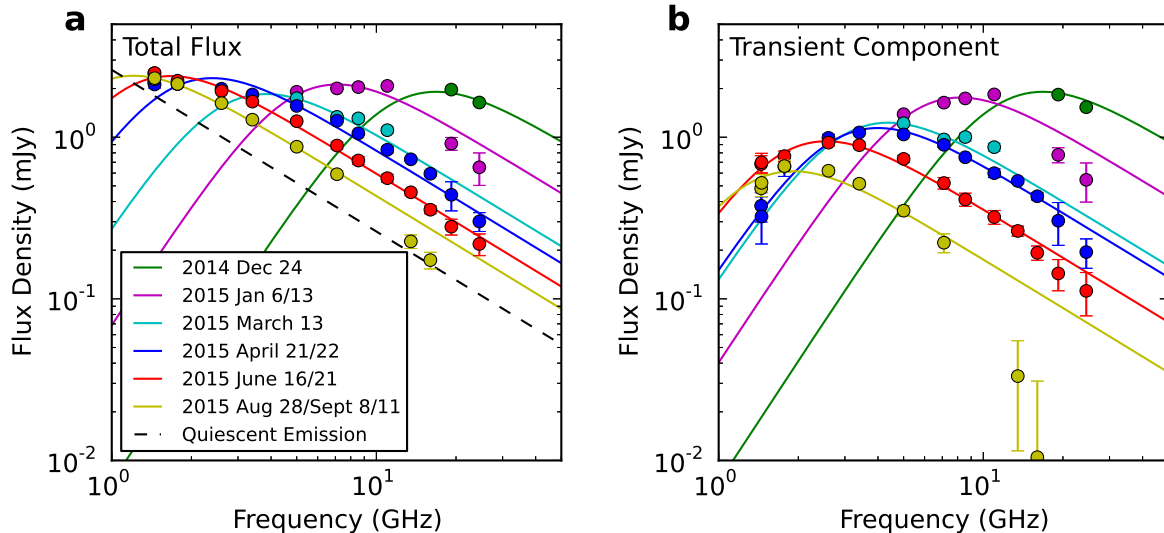 a
Total Flux
Flux Density (mJy)
10^0
10^-1
10^-2
2014 Dec 24
2015 Jan 6/13
2015 March 13
2015 April 21/22
2015 June 16/21
2015 Aug 28/Sept 8/11
Quiescent Emission
10^0 10^1
Frequency (GHz)
b
Transient Component
Flux Density (mJy)
10^0
10^-1
10^-2
10^0 10^1
Frequency (GHz)